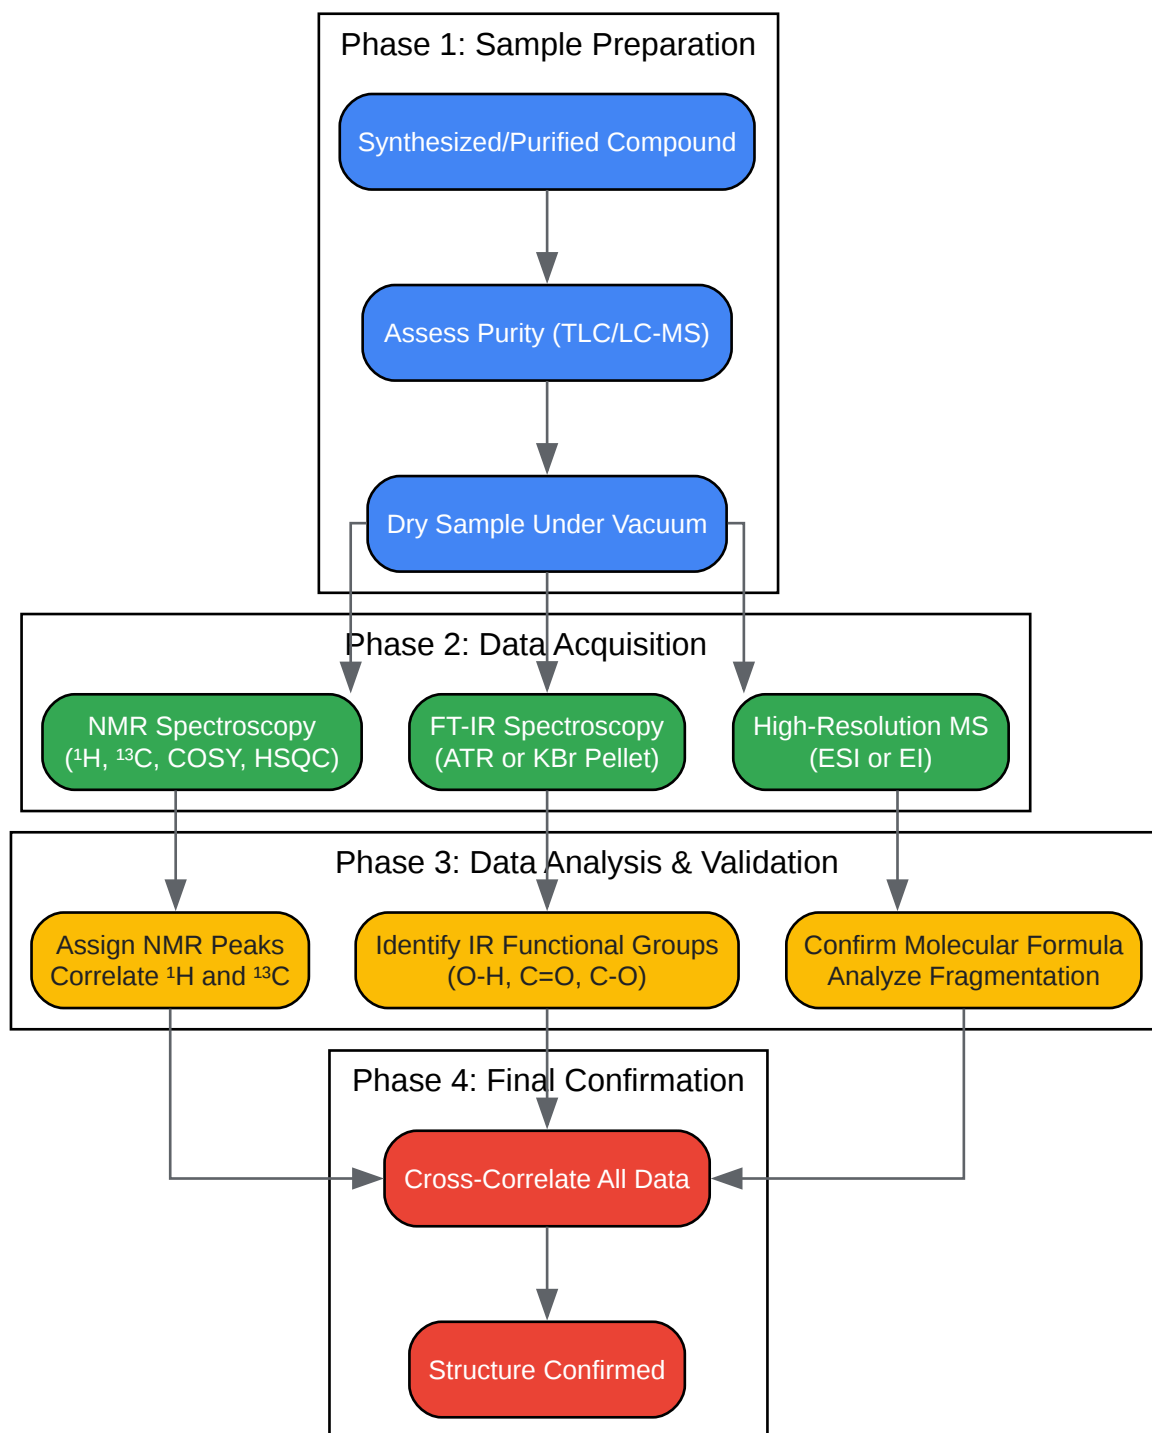 Phase 1: Sample Preparation
Synthesized/Purified Compound
Assess Purity (TLC/LC-MS)
Dry Sample Under Vacuum
Phase 2: Data Acquisition
NMR Spectroscopy
(¹H, ¹³C, COSY, HSQC)
FT-IR Spectroscopy
(ATR or KBr Pellet)
High-Resolution MS
(ESI or EI)
Phase 3: Data Analysis & Validation
Assign NMR Peaks
Correlate ¹H and ¹³C
Identify IR Functional Groups
(O-H, C=O, C-O)
Confirm Molecular Formula
Analyze Fragmentation
Phase 4: Final Confirmation
Cross-Correlate All Data
Structure Confirmed